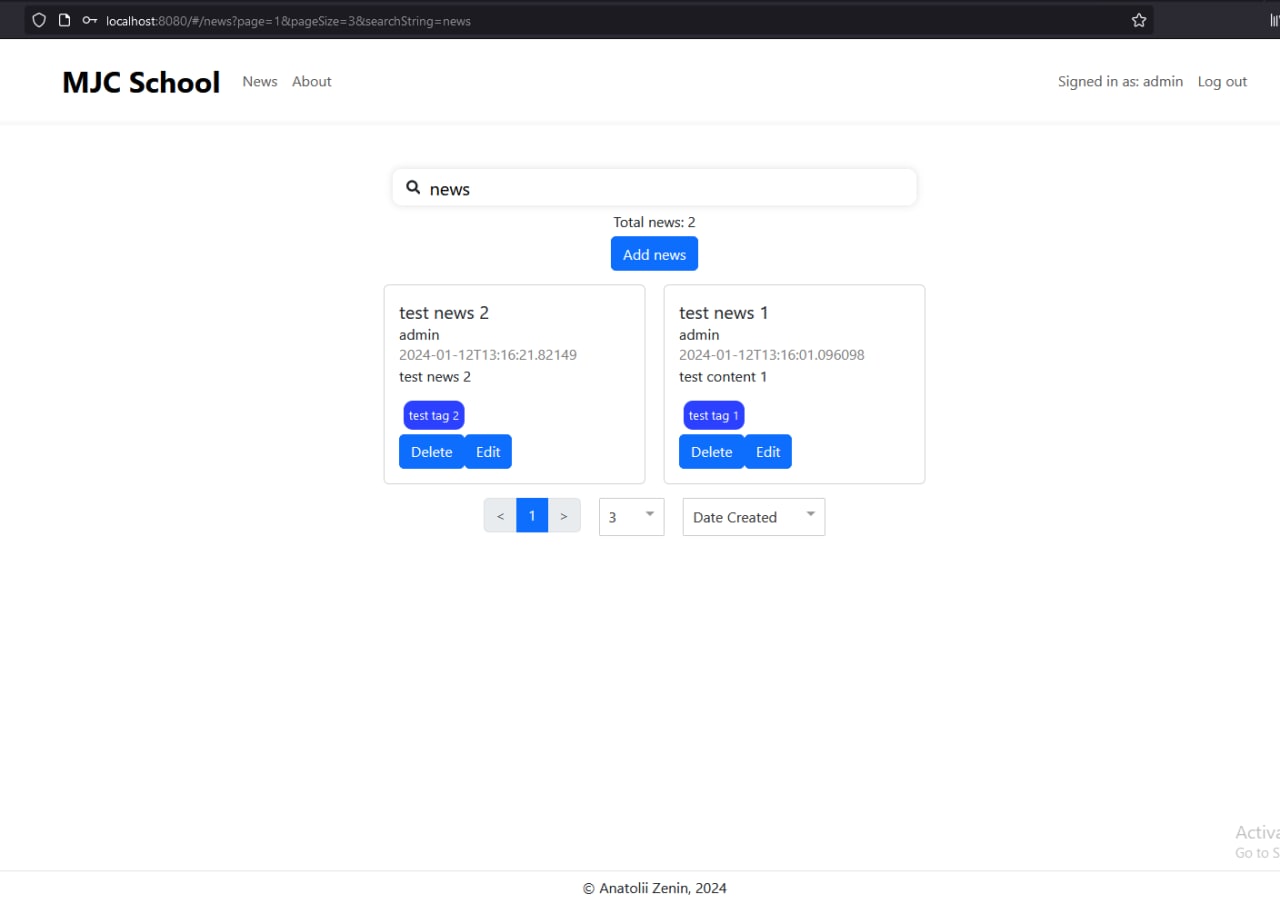 localhost:8080/#/news?page=1&pageSize=3&searchString=news
MJC School News About Signed in as: admin Log out
news
Total news: 2
Add news
test news 2
admin
2024-01-12T13:16:21.82149
test news 2
test tag 2
Delete Edit
test news 1
admin
2024-01-12T13:16:01.096098
test content 1
test tag 1
Delete Edit
< 1 > 3 Date Created
Activa
Go to S
© Anatolii Zenin, 2024